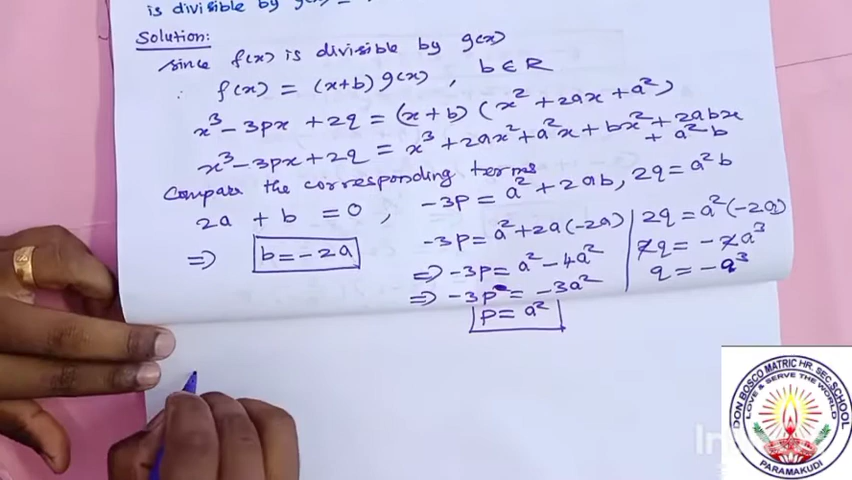 is divisible by g(x) =
Solution:
Since f(x) is divisible by g(x)
∴ f(x) = (x+b) g(x) , b ∈ R
x³ - 3px + 2q = (x+b) (x² + 2ax + a²)
x³ - 3px + 2q = x³ + 2ax² + a²x + bx² + 2abx + a²b
Compare the corresponding terms
2a + b = 0 , -3p = a² + 2ab, 2q = a²b
⇒ b = -2a
-3p = a² + 2a(-2a)
⇒ -3p = a² - 4a²
⇒ -3p = -3a²
p = a²
2q = a²(-2a)
2q = -2a³
q = -a³
DON BOSCO MATRIC HR. SEC SCHOOL
LOVE & SERVE THE WORLD
PARAMAKUDI